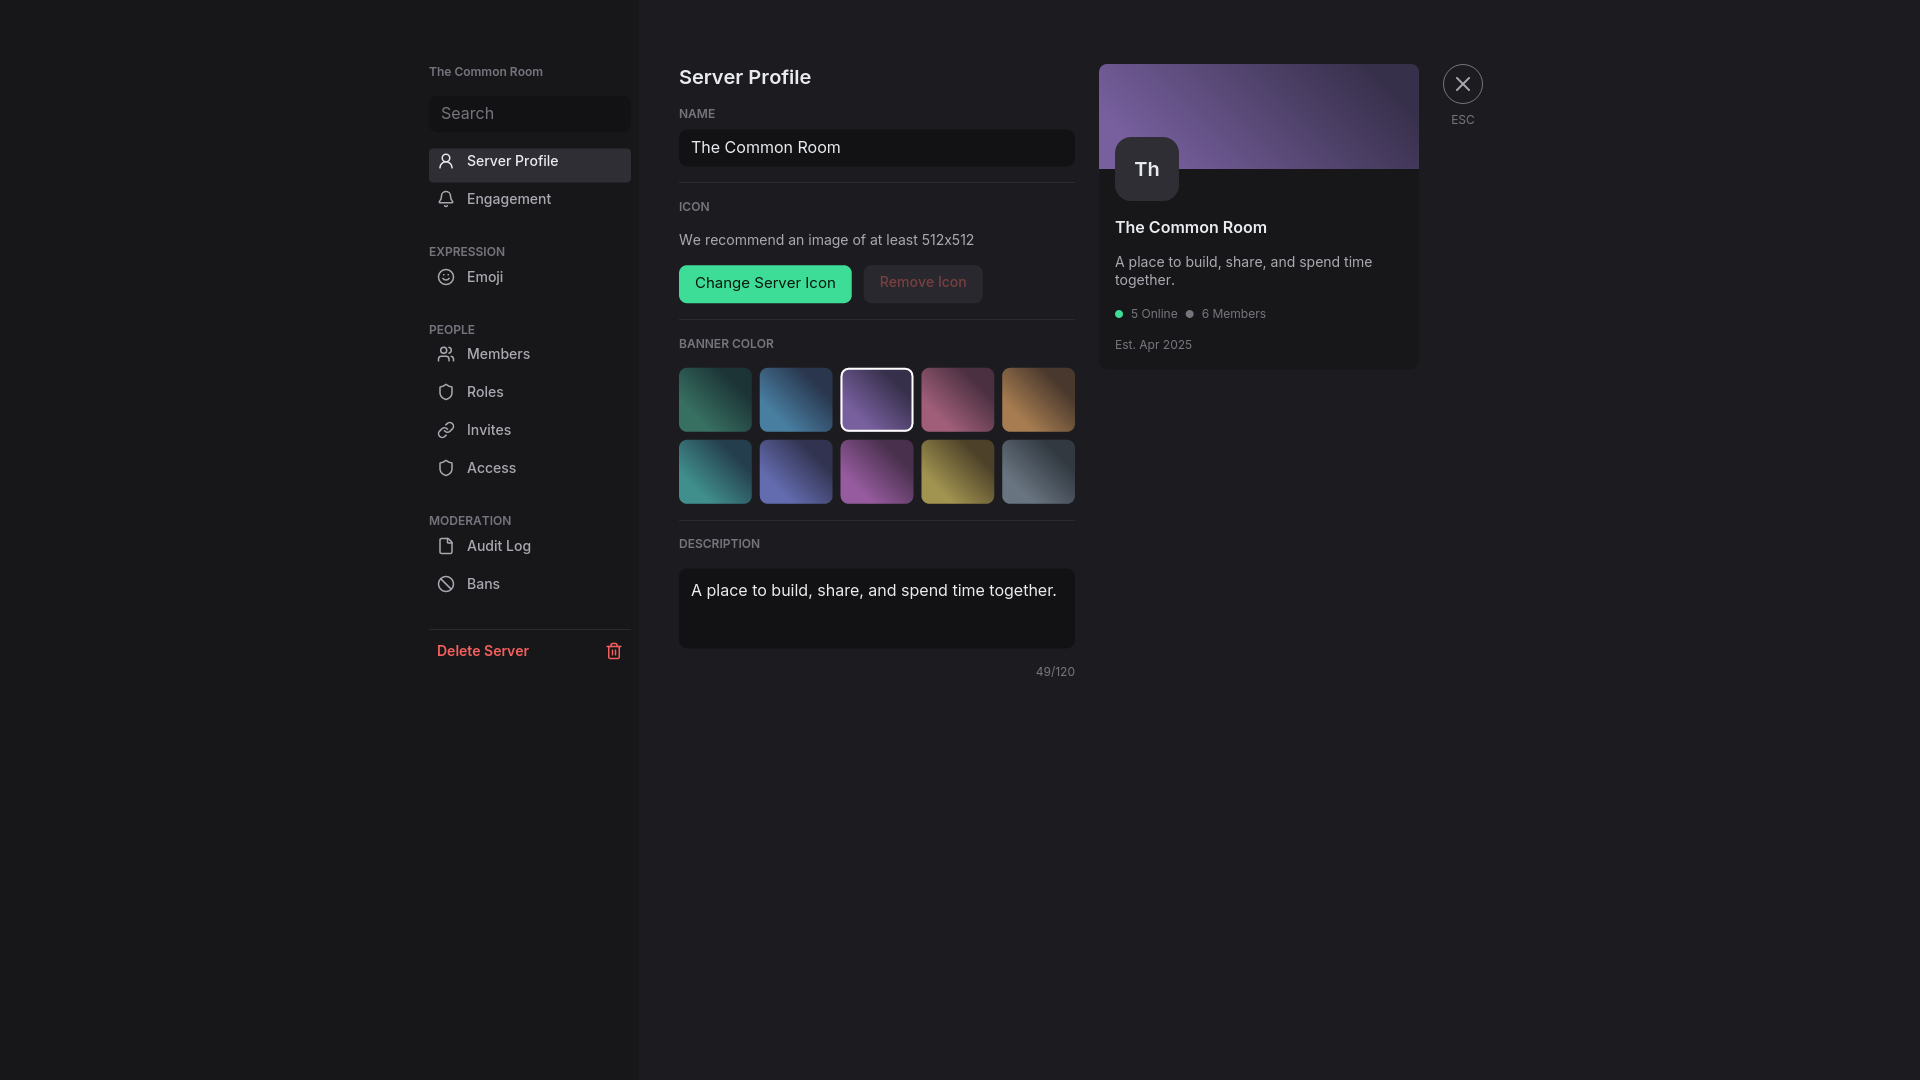 The Common Room
Search
Server Profile
Engagement
EXPRESSION
Emoji
PEOPLE
Members
Roles
Invites
Access
MODERATION
Audit Log
Bans
Delete Server
Server Profile
NAME
The Common Room
ICON
We recommend an image of at least 512x512
Change Server Icon
Remove Icon
BANNER COLOR
DESCRIPTION
A place to build, share, and spend time together.
49/120
Th
The Common Room
A place to build, share, and spend time
together.
5 Online
6 Members
Est. Apr 2025
ESC